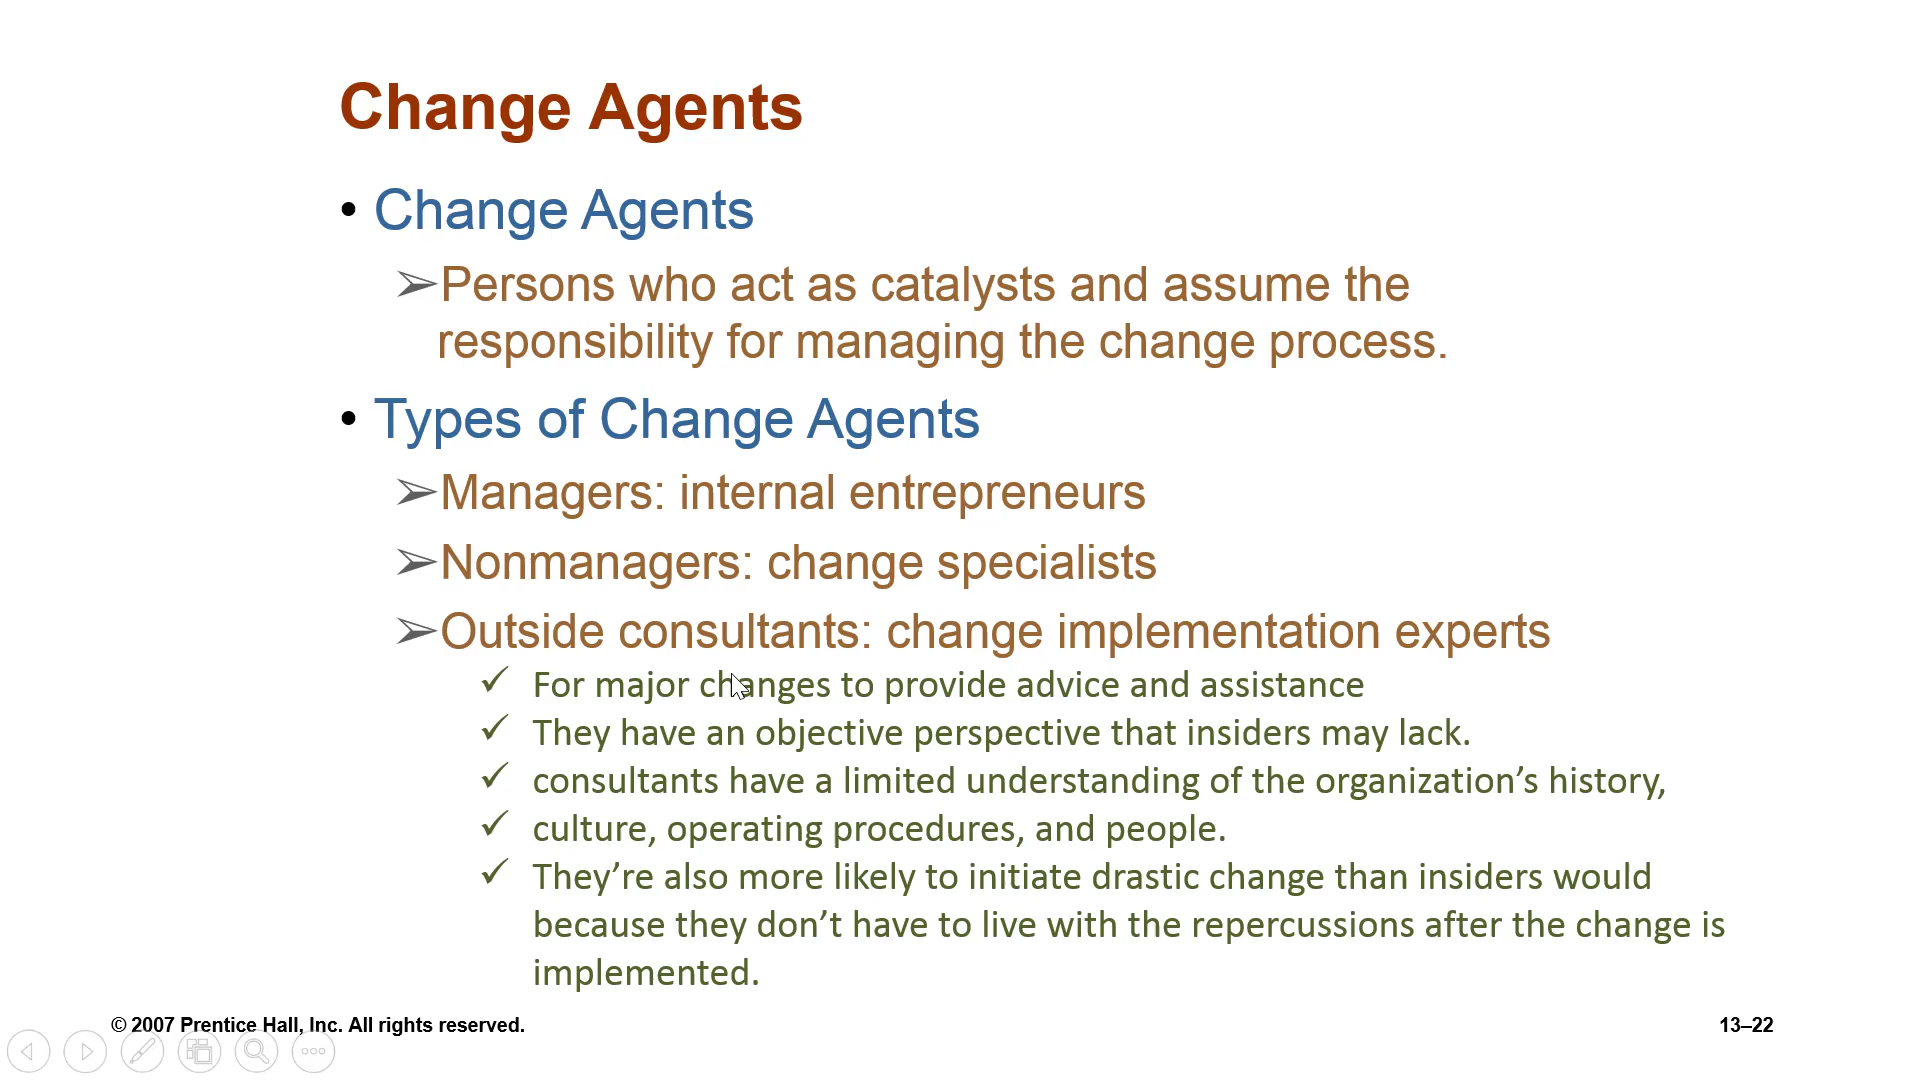 Change Agents
• Change Agents
➢Persons who act as catalysts and assume the
responsibility for managing the change process.
• Types of Change Agents
➢Managers: internal entrepreneurs
➢Nonmanagers: change specialists
➢Outside consultants: change implementation experts
✓ For major changes to provide advice and assistance
✓ They have an objective perspective that insiders may lack.
✓ consultants have a limited understanding of the organization’s history,
✓ culture, operating procedures, and people.
✓ They’re also more likely to initiate drastic change than insiders would
because they don’t have to live with the repercussions after the change is
implemented.
© 2007 Prentice Hall, Inc. All rights reserved.
13–22